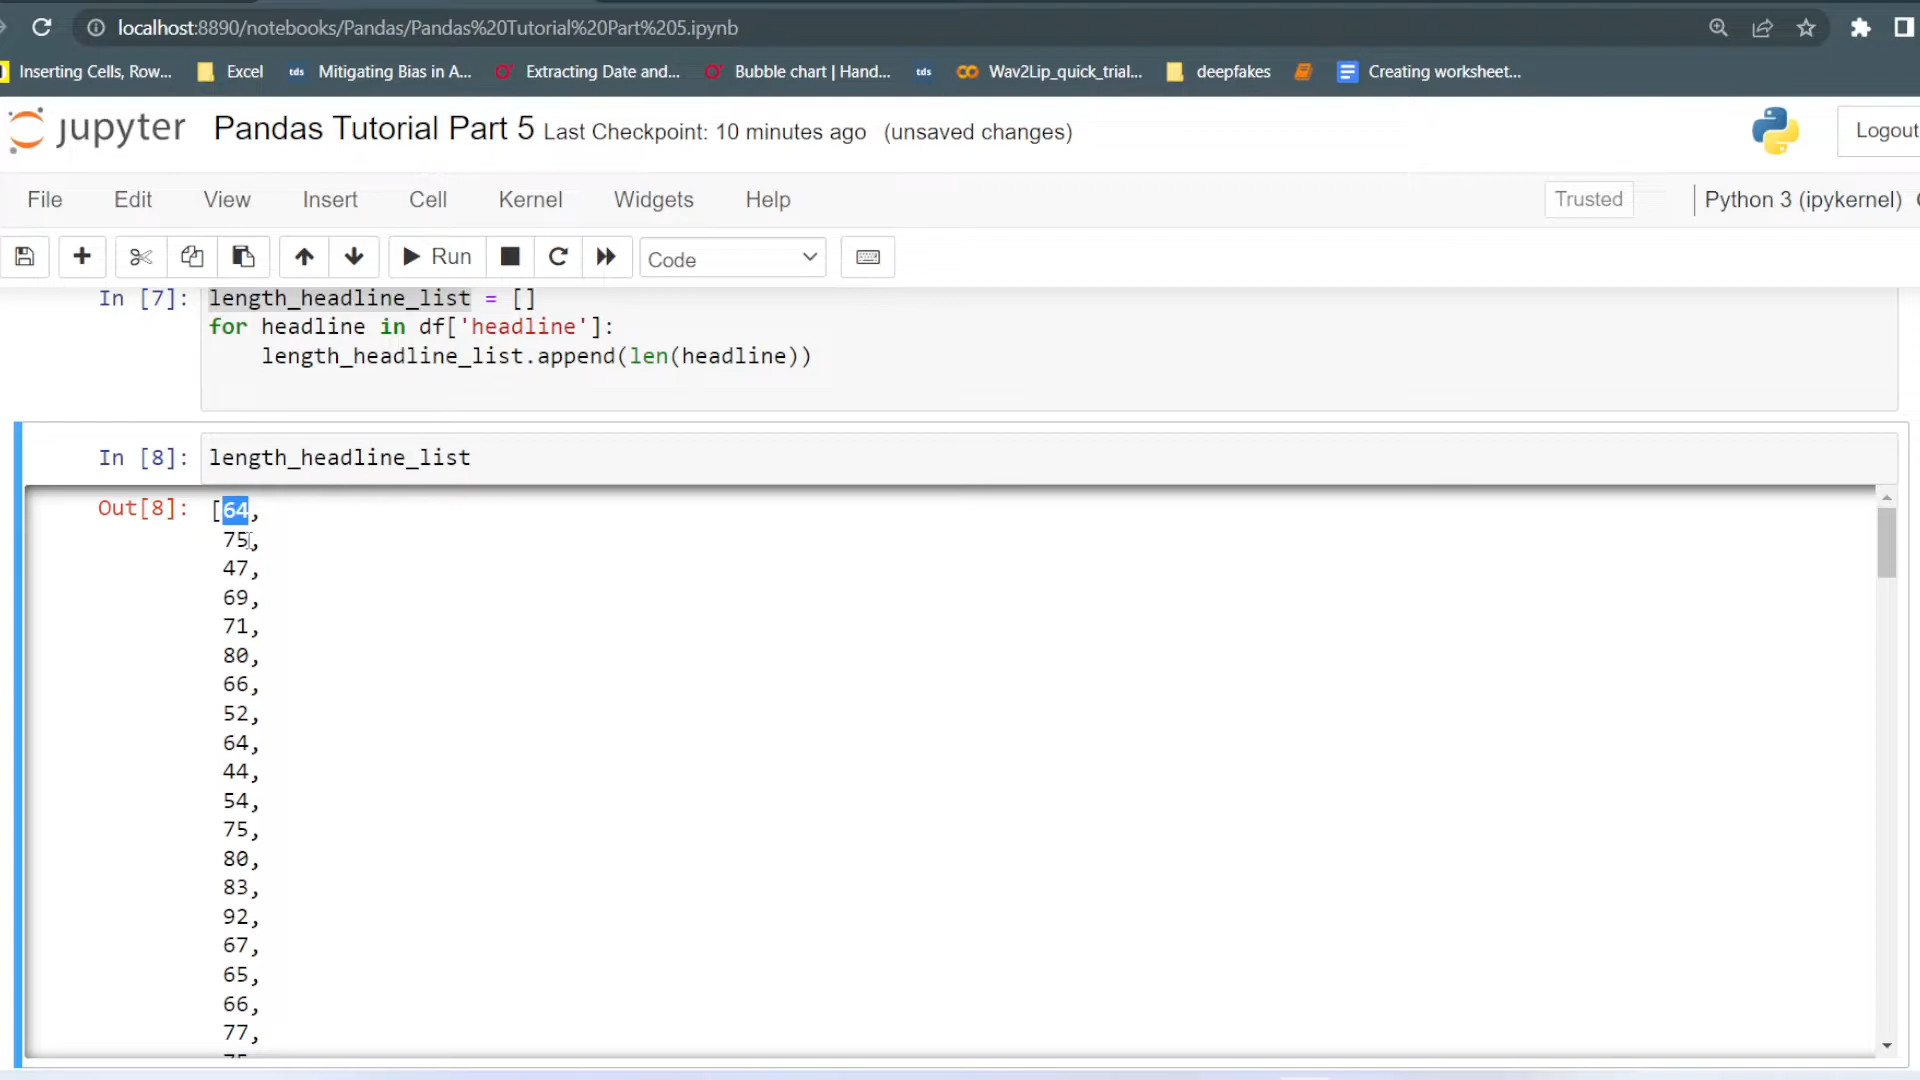 localhost:8890/notebooks/Pandas/Pandas%20Tutorial%20Part%205.ipynb
Inserting Cells, Row... Excel tds Mitigating Bias in A... Extracting Date and... Bubble chart | Hand... tds Wav2Lip_quick_trial... deepfakes Creating worksheet...
jupyter Pandas Tutorial Part 5 Last Checkpoint: 10 minutes ago (unsaved changes) Logout
File Edit View Insert Cell Kernel Widgets Help Trusted Python 3 (ipykernel)
Run Code
In [7]: length_headline_list = []
for headline in df['headline']:
length_headline_list.append(len(headline))
In [8]: length_headline_list
Out[8]: [64,
75,
47,
69,
71,
80,
66,
52,
64,
44,
54,
75,
80,
83,
92,
67,
65,
66,
77,